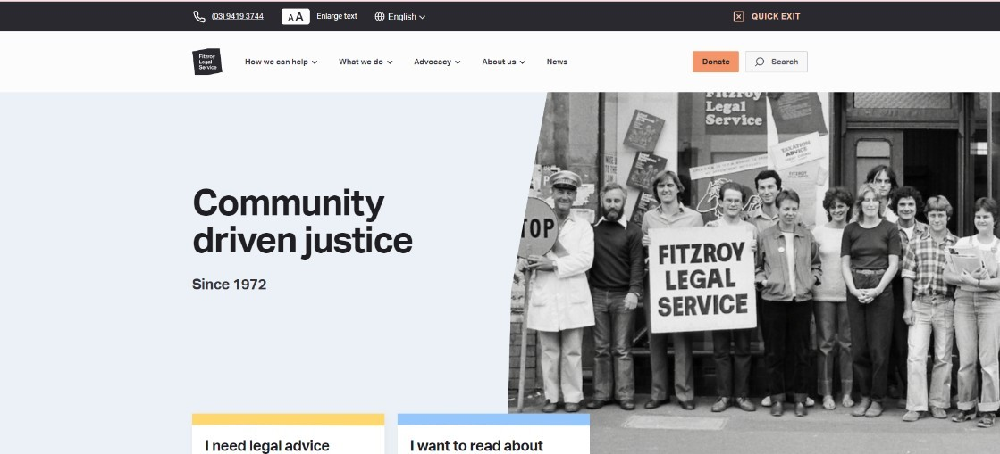 (03) 9419 3744
AA
Enlarge text
English
QUICK EXIT
Fitzroy
Legal
Service
How we can help
What we do
Advocacy
About us
News
Donate
Search
Fitzroy
Legal
Service
TENANCY
ADVICE
TOP
FITZROY
LEGAL
SERVICE
Community
driven justice
Since 1972
I need legal advice
I want to read about